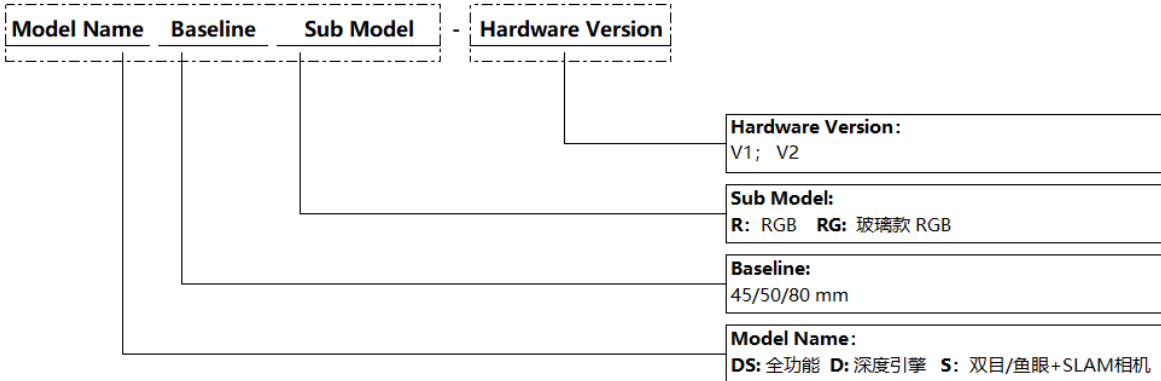 Model Name Baseline Sub Model - Hardware Version
Hardware Version：
V1； V2
Sub Model:
R：RGB RG: 玻璃款 RGB
Baseline:
45/50/80 mm
Model Name：
DS: 全功能 D: 深度引擎 S：双目/鱼眼+SLAM相机